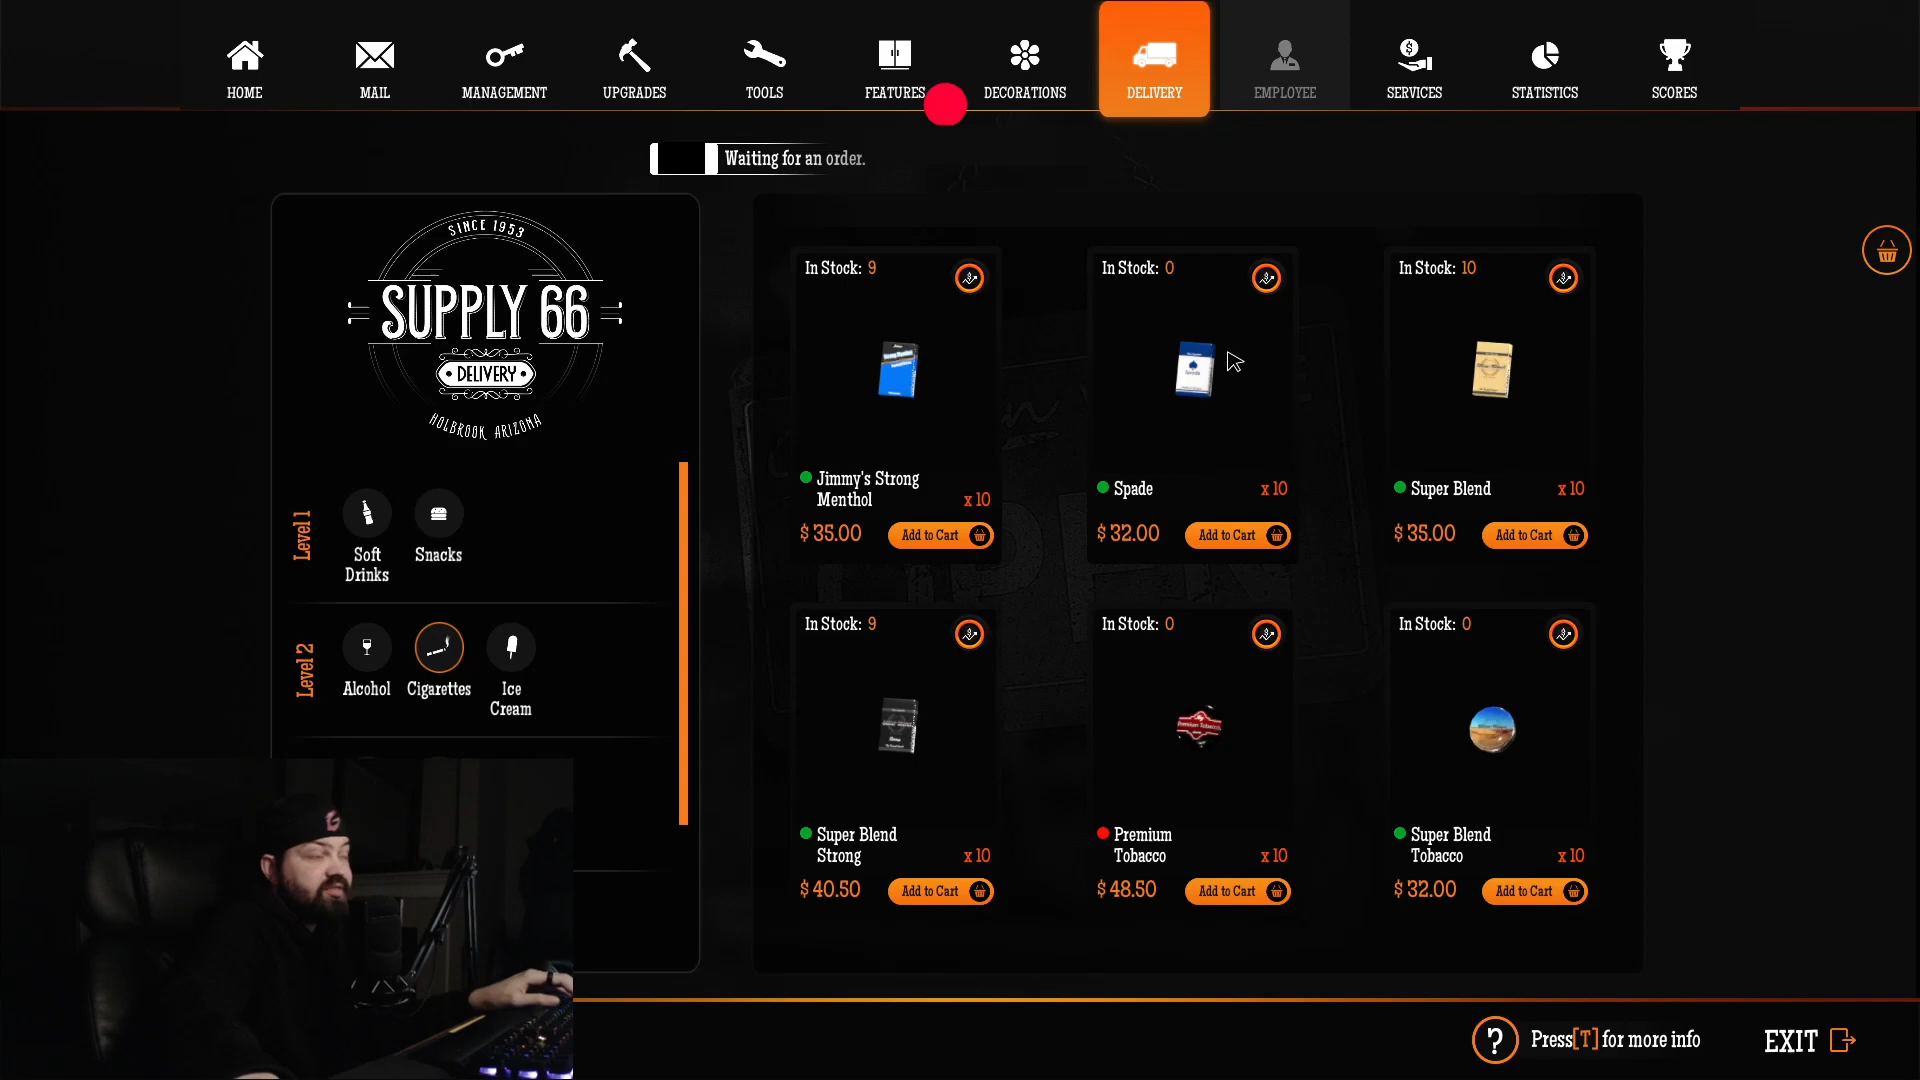 HOME
MAIL
MANAGEMENT
UPGRADES
TOOLS
FEATURES
DECORATIONS
DELIVERY
EMPLOYEE
SERVICES
STATISTICS
SCORES
Waiting for an order.
SINCE 1953
SUPPLY 66
• DELIVERY •
HOLBROOK ARIZONA
Level 1
Soft
Drinks
Snacks
Level 2
Alcohol
Cigarettes
Ice
Cream
In Stock: 9
Jimmy's Strong
Menthol
x 10
$ 35.00
Add to Cart
In Stock: 0
Spade
x 10
$ 32.00
Add to Cart
In Stock: 10
Super Blend
x 10
$ 35.00
Add to Cart
In Stock: 9
Super Blend
Strong
x 10
$ 40.50
Add to Cart
In Stock: 0
Premium
Tobacco
x 10
$ 48.50
Add to Cart
In Stock: 0
Super Blend
Tobacco
x 10
$ 32.00
Add to Cart
? Press[T] for more info
EXIT